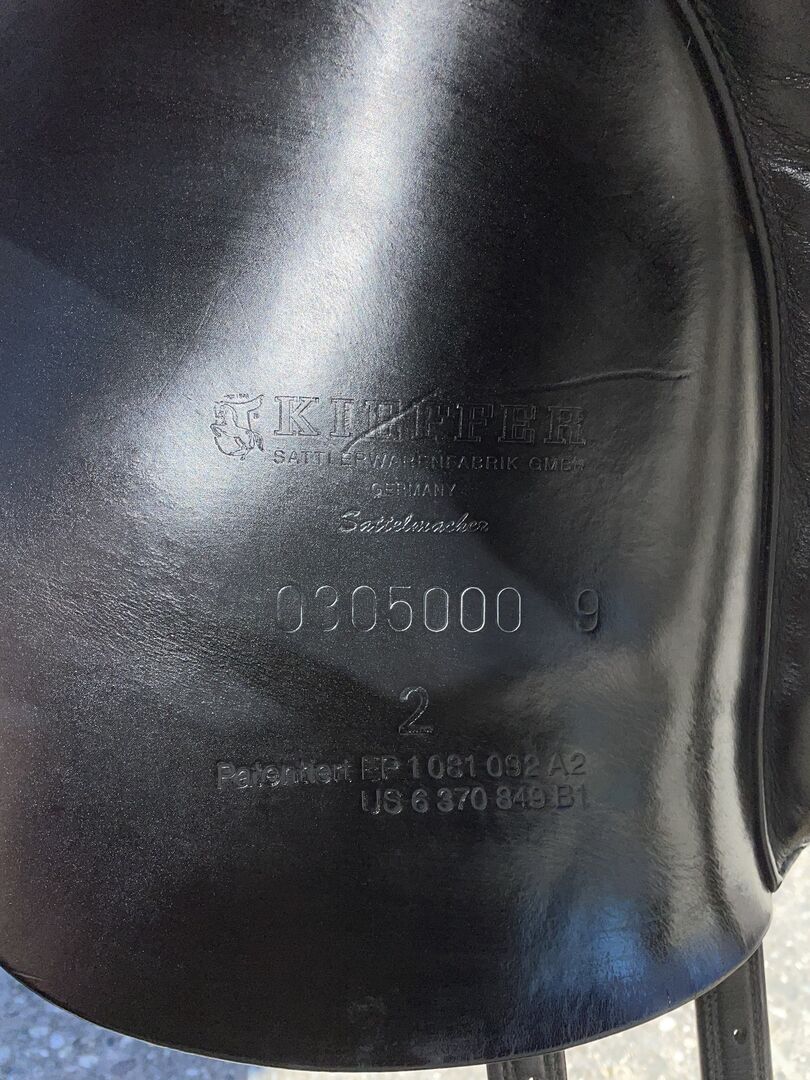 KIEFFER
SATTLERWARENFABRIK GMBH
GERMANY
Sattelmacher
0305000 9
2
Patentiert EP 1 081 092 A2
US 6 370 849 B1